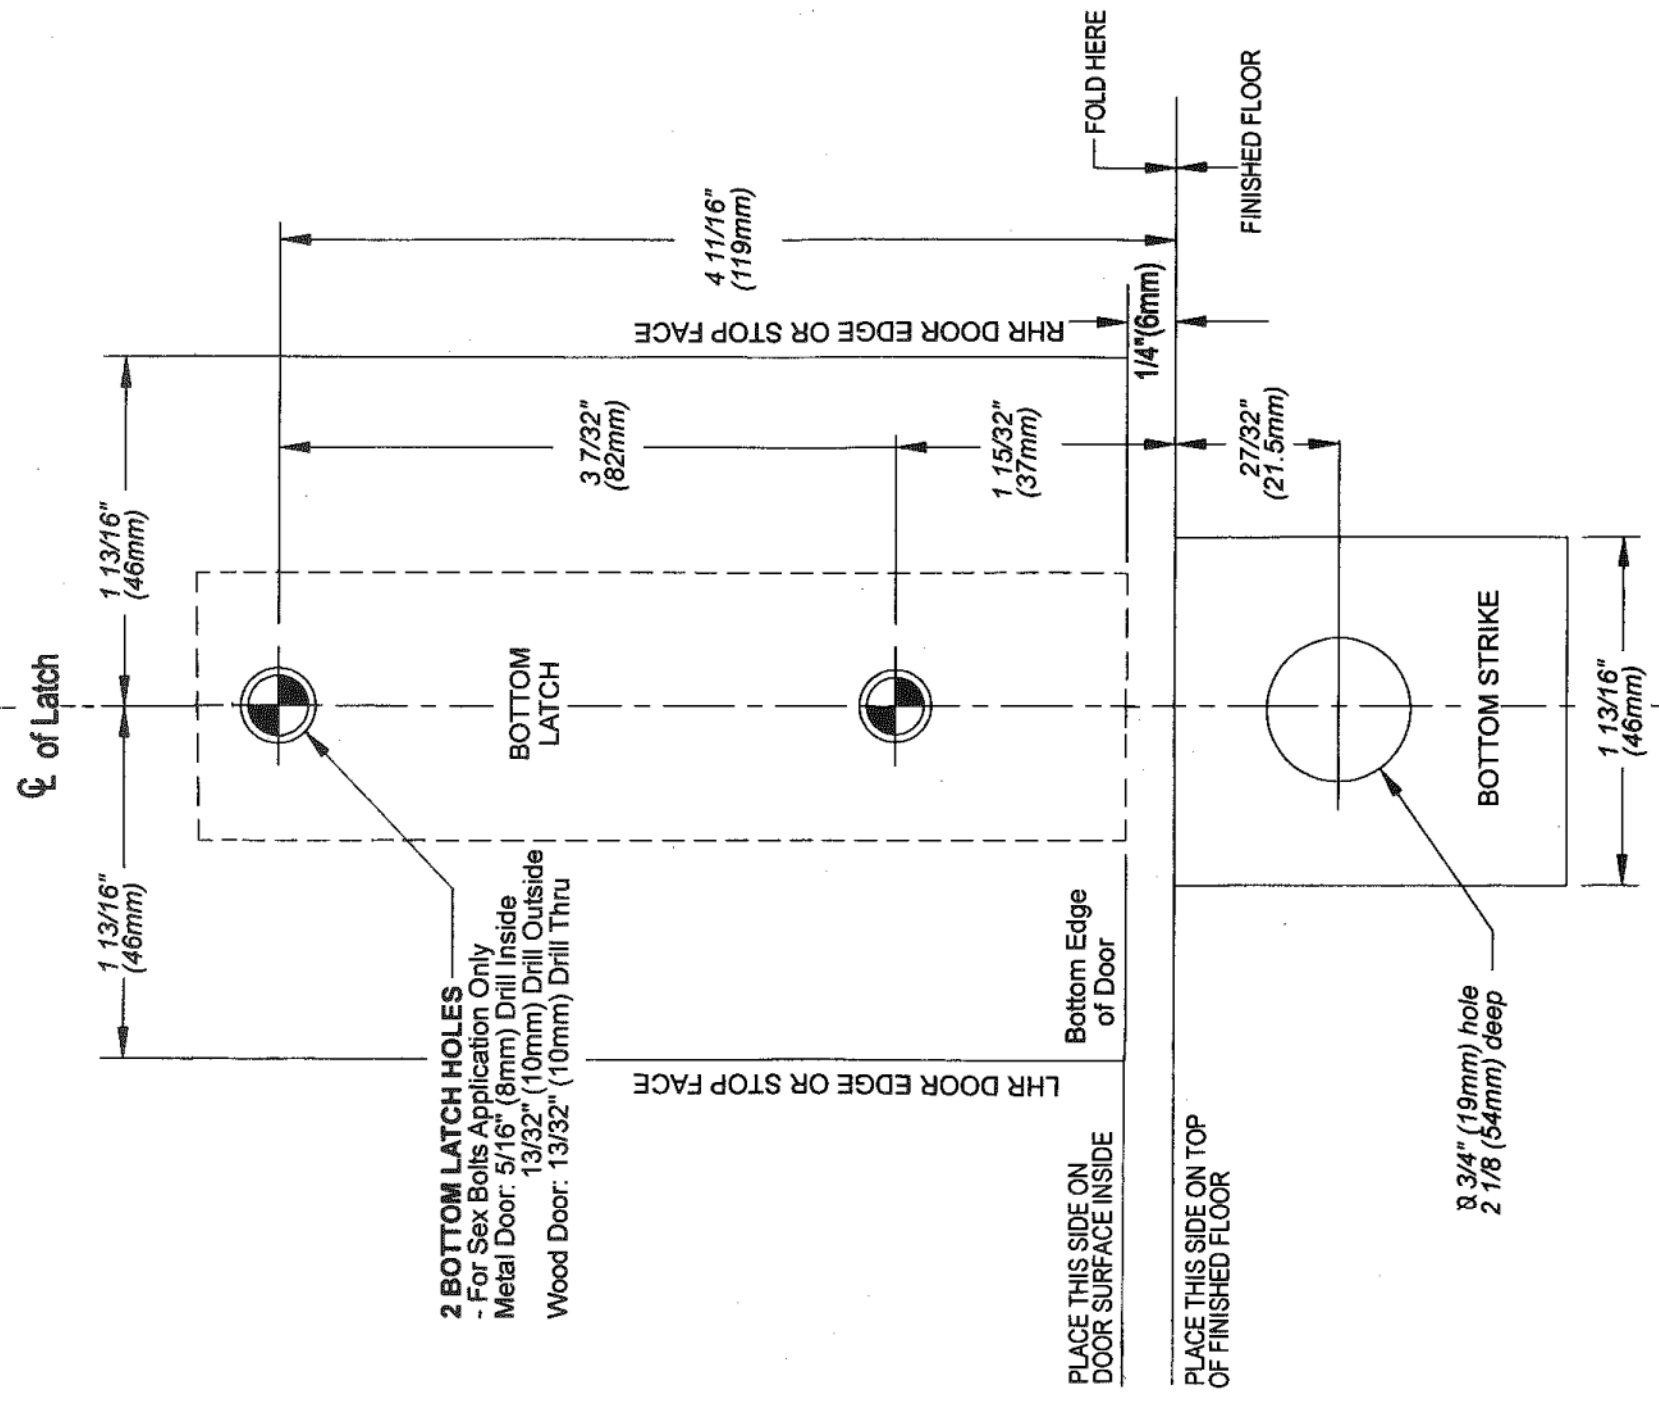 ℄ of Latch
1 13/16"
(46mm)
1 13/16"
(46mm)
2 BOTTOM LATCH HOLES
- For Sex Bolts Application Only
Metal Door: 5/16" (8mm) Drill Inside
13/32" (10mm) Drill Outside
Wood Door: 13/32" (10mm) Drill Thru
BOTTOM
LATCH
3 7/32"
(82mm)
4 11/16"
(119mm)
LHR DOOR EDGE OR STOP FACE
RHR DOOR EDGE OR STOP FACE
Bottom Edge
of Door
1 15/32"
(37mm)
1/4"(6mm)
FOLD HERE
FINISHED FLOOR
PLACE THIS SIDE ON
DOOR SURFACE INSIDE
PLACE THIS SIDE ON TOP
OF FINISHED FLOOR
27/32"
(21.5mm)
3/4" (19mm) hole
2 1/8 (54mm) deep
BOTTOM STRIKE
1 13/16"
(46mm)